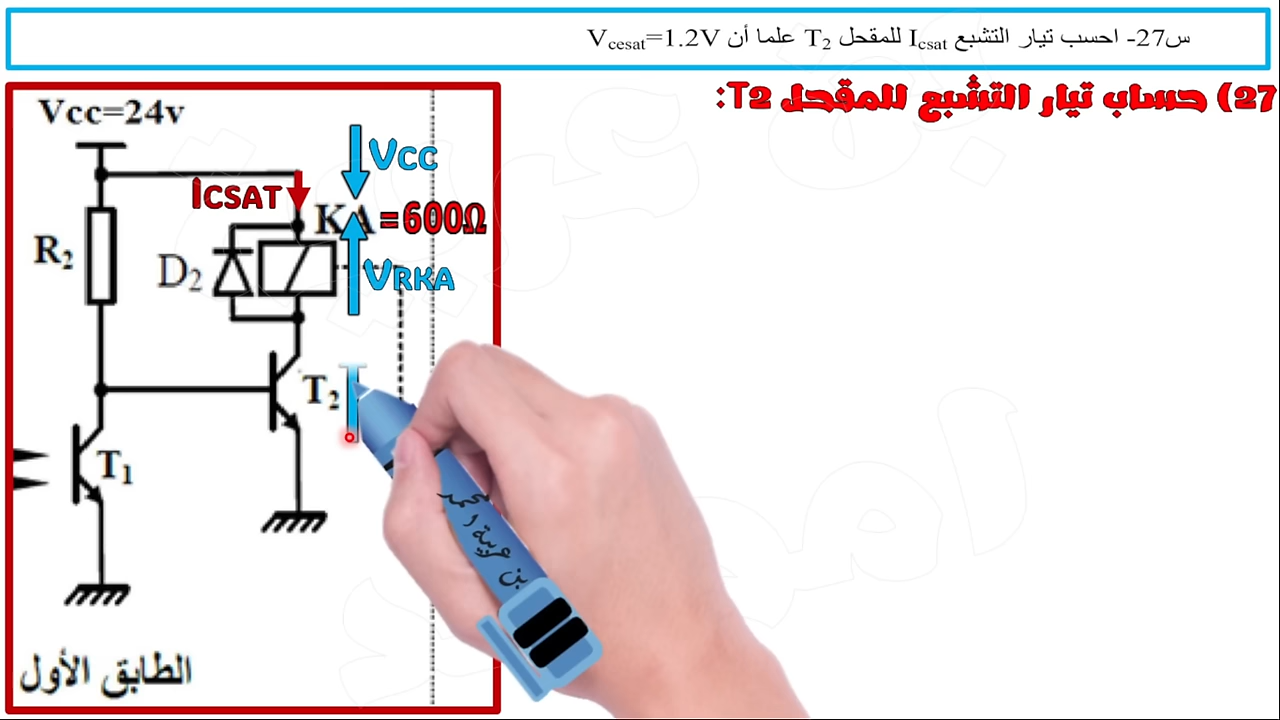 س27- احسب تيار التشبع Icsat للمقحل T2 علما أن Vcesat=1.2V
27) حساب تيار التشبع للمقحل T2:
Vcc=24v
VCC
ICSAT
KA=600Ω
R2
D2
VRKA
T2
T1
الطابق الأول